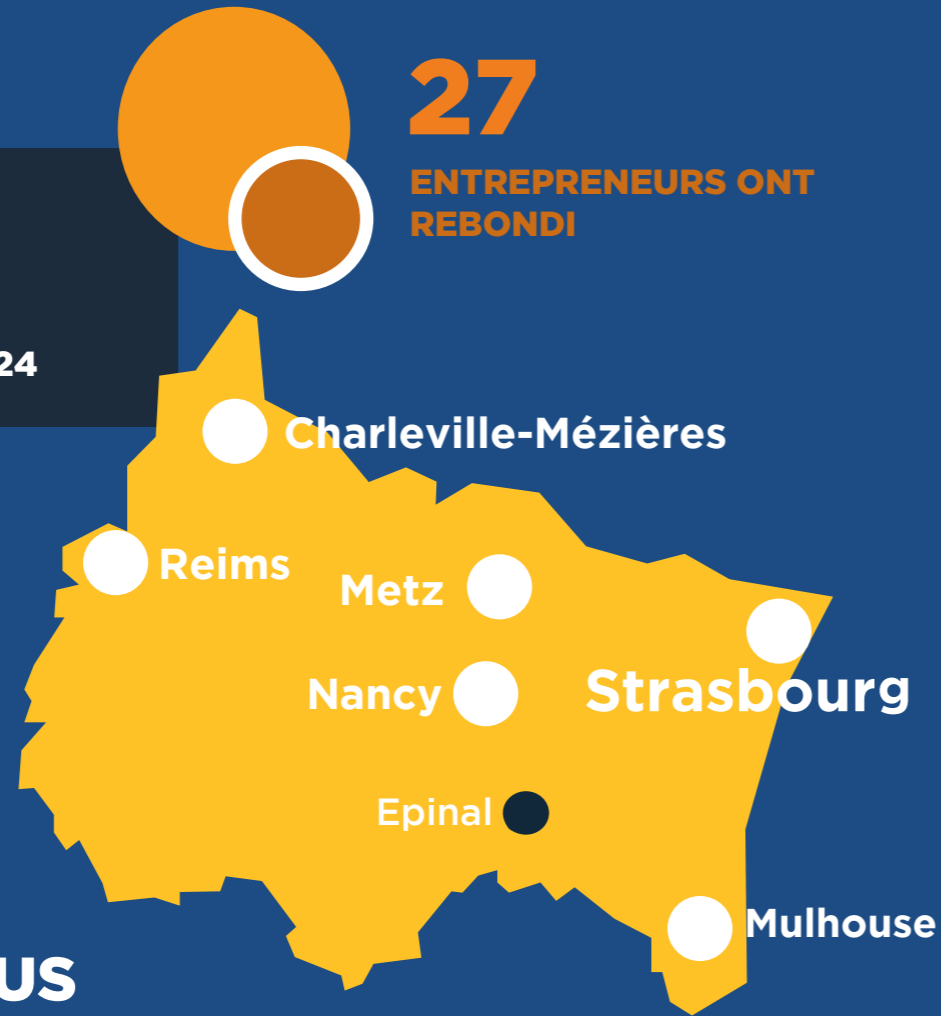 27
ENTREPRENEURS ONT
REBONDI
24
Charleville-Mézières
Reims
Metz
Strasbourg
Nancy
Epinal
Mulhouse
US